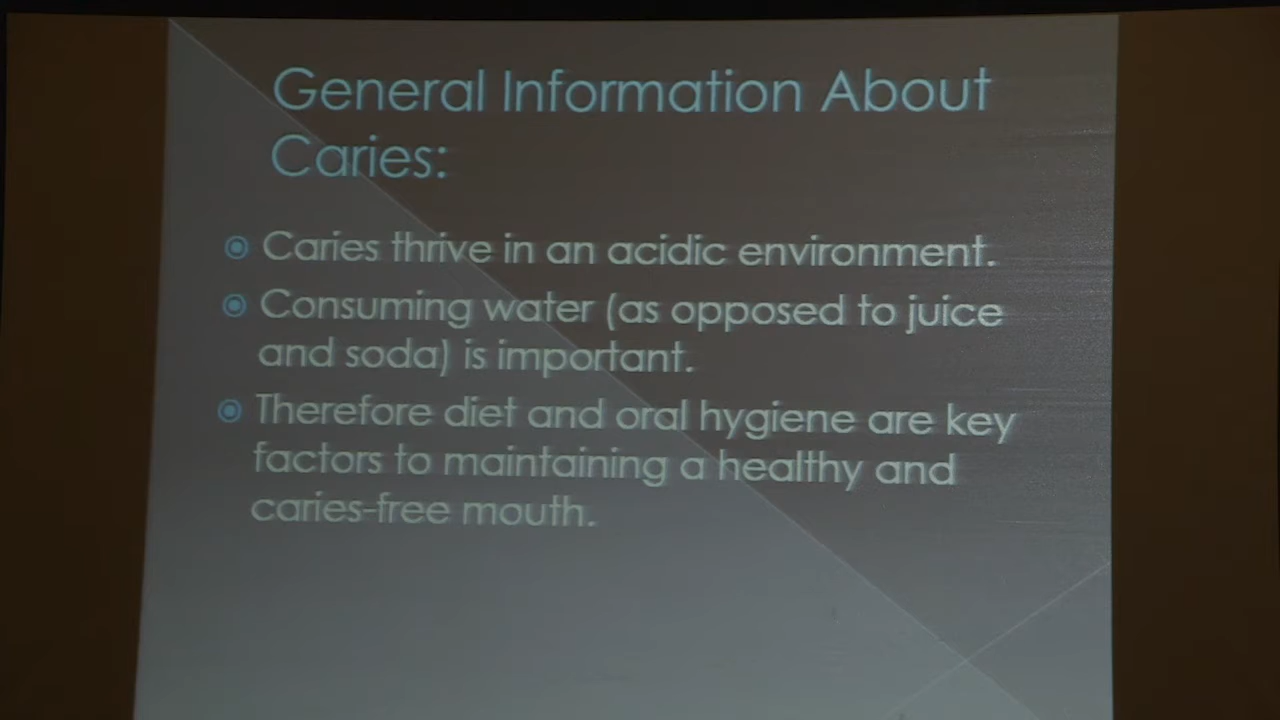 General Information About
Caries:
Caries thrive in an acidic environment.
Consuming water (as opposed to juice
and soda) is important.
Therefore diet and oral hygiene are key
factors to maintaining a healthy and
caries-free mouth.